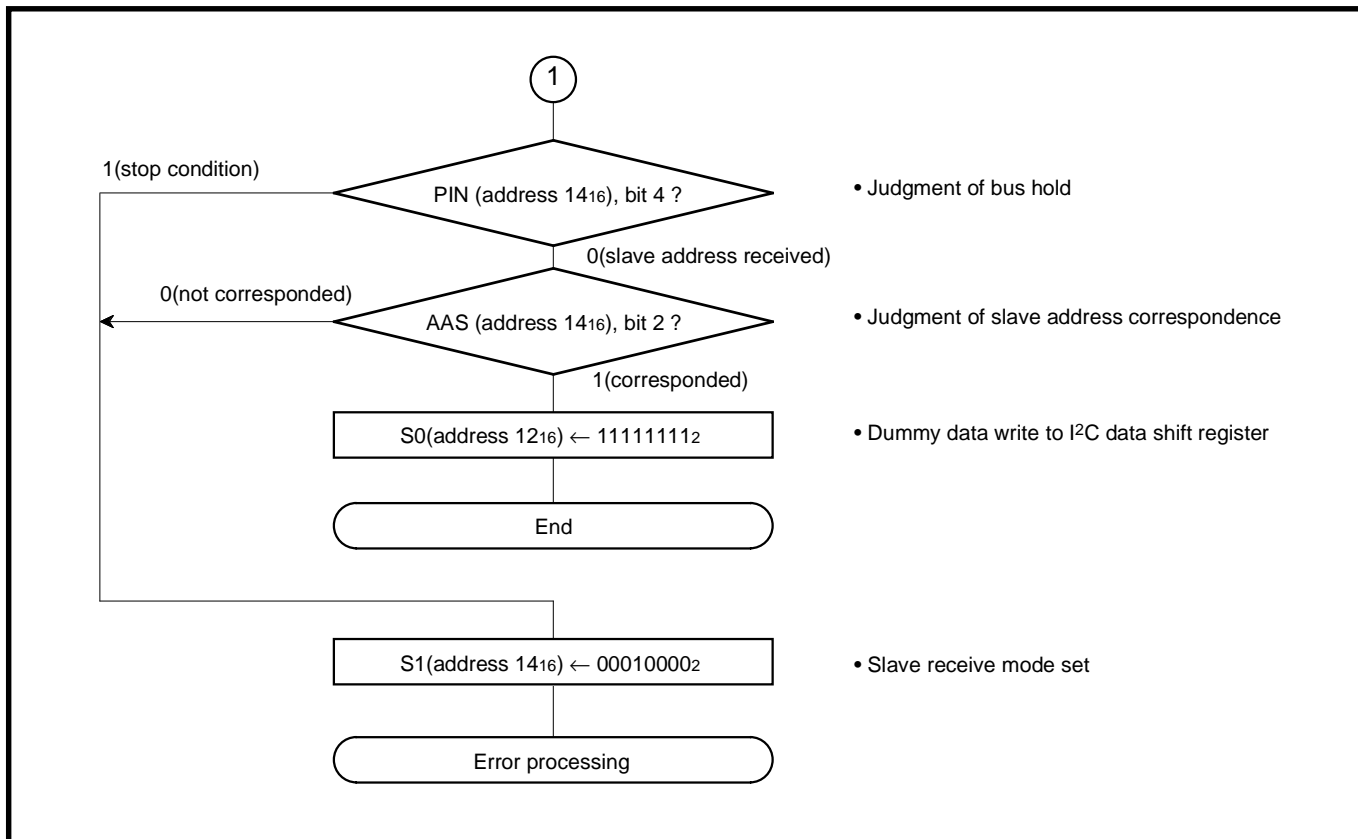 1
1(stop condition)
PIN (address 14₁₆), bit 4 ?
• Judgment of bus hold
0(slave address received)
0(not corresponded)
AAS (address 14₁₆), bit 2 ?
• Judgment of slave address correspondence
1(corresponded)
S0(address 12₁₆) ← 11111111₂
• Dummy data write to I²C data shift register
End
S1(address 14₁₆) ← 00010000₂
• Slave receive mode set
Error processing